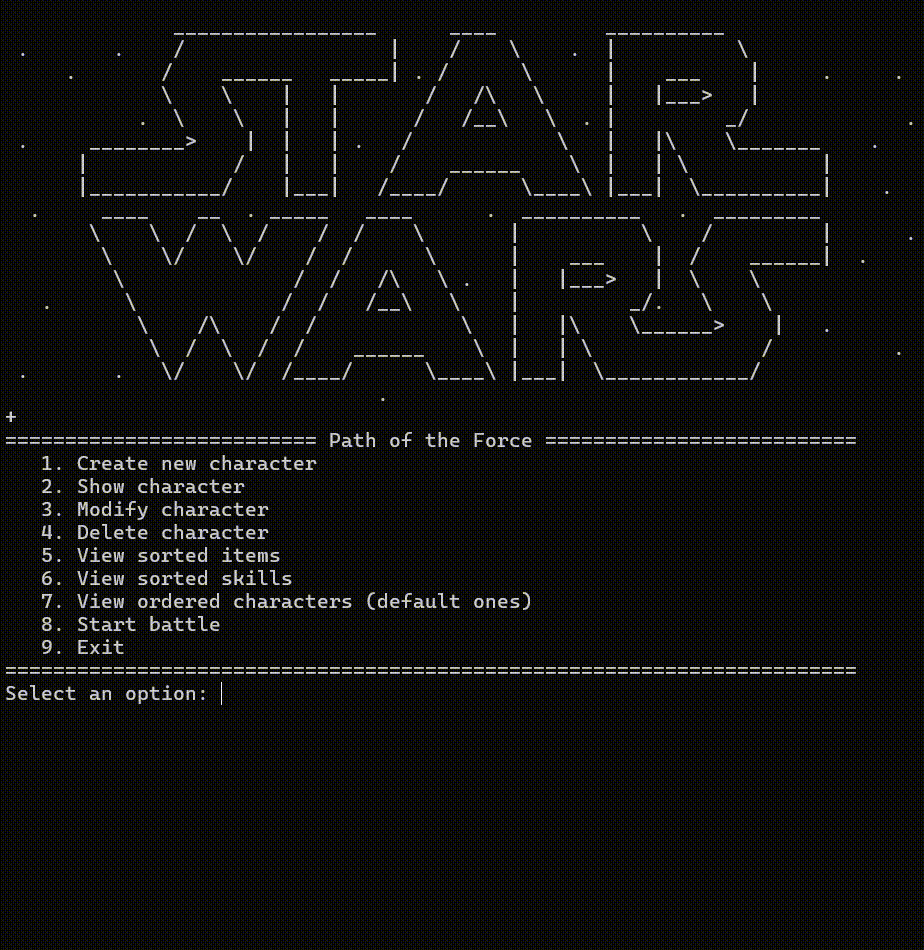 STAR
WARS
+
========================== Path of the Force ==========================
1. Create new character
2. Show character
3. Modify character
4. Delete character
5. View sorted items
6. View sorted skills
7. View ordered characters (default ones)
8. Start battle
9. Exit
=======================================================================
Select an option: